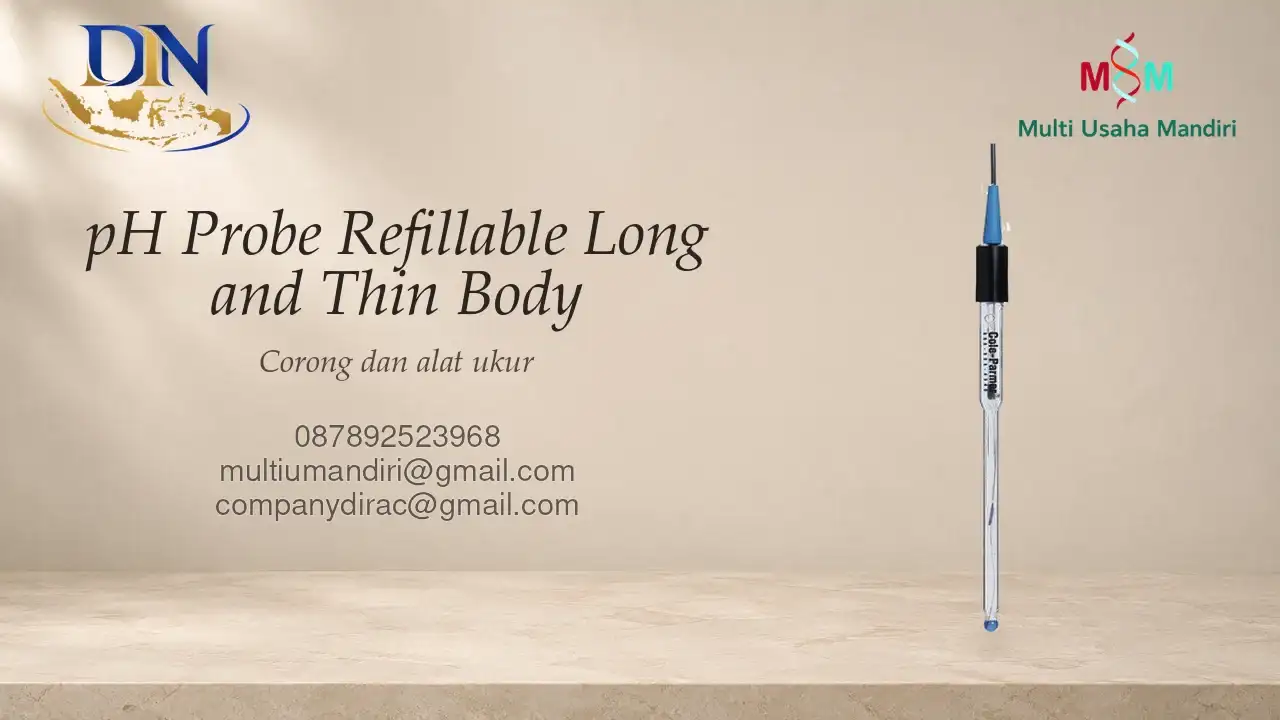 DIN
MSM
Multi Usaha Mandiri
pH Probe Refillable Long
and Thin Body
Corong dan alat ukur
087892523968
multiumandiri@gmail.com
companydirac@gmail.com
Cole-Parmer